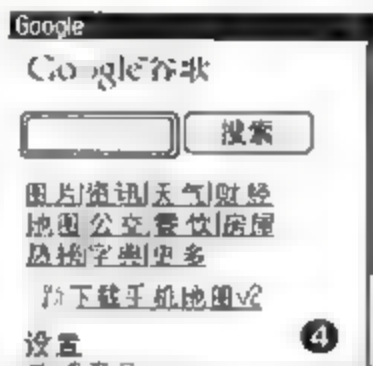 Google
Google谷歌
搜索
图片|资讯|天气|财经
地图 公交 餐饮|房屋
热榜|字典|更多
新下载手机地图v2
设置
4